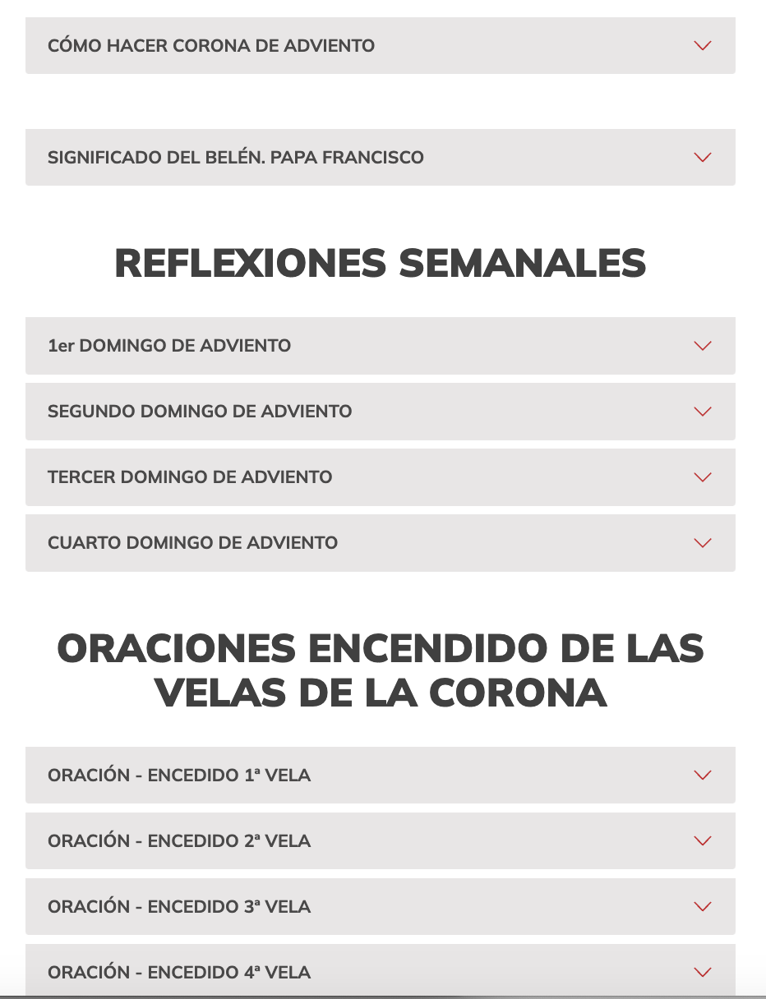 CÓMO HACER CORONA DE ADVIENTO
SIGNIFICADO DEL BELÉN. PAPA FRANCISCO
REFLEXIONES SEMANALES
1er DOMINGO DE ADVIENTO
SEGUNDO DOMINGO DE ADVIENTO
TERCER DOMINGO DE ADVIENTO
CUARTO DOMINGO DE ADVIENTO
ORACIONES ENCENDIDO DE LAS
VELAS DE LA CORONA
ORACIÓN - ENCEDIDO 1ª VELA
ORACIÓN - ENCEDIDO 2ª VELA
ORACIÓN - ENCEDIDO 3ª VELA
ORACIÓN - ENCEDIDO 4ª VELA